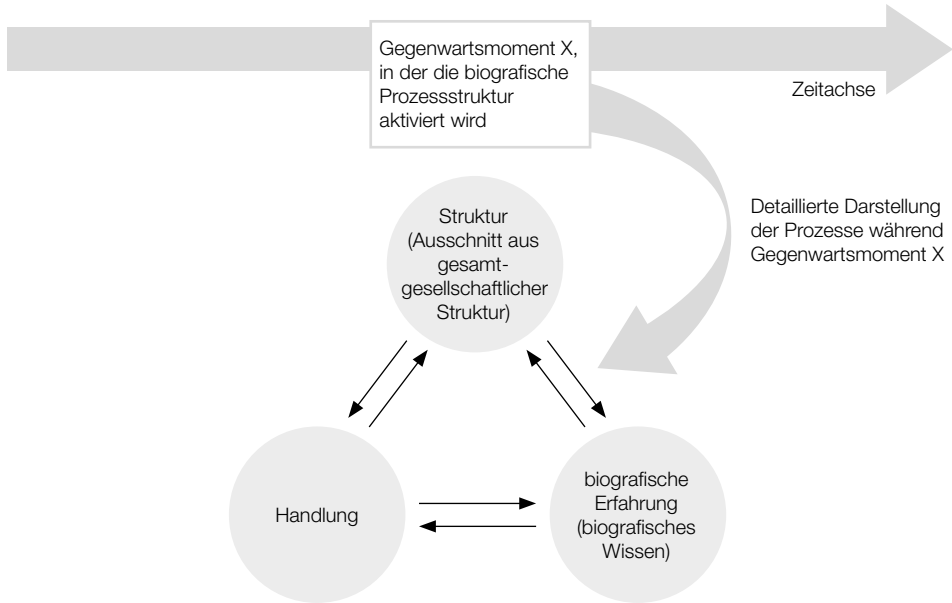 Gegenwartsmoment X,
in der die biografische
Prozessstruktur
aktiviert wird
Zeitachse
Struktur
(Ausschnitt aus
gesamt-
gesellschaftlicher
Struktur)
Detaillierte Darstellung
der Prozesse während
Gegenwartsmoment X
Handlung
biografische
Erfahrung
(biografisches
Wissen)